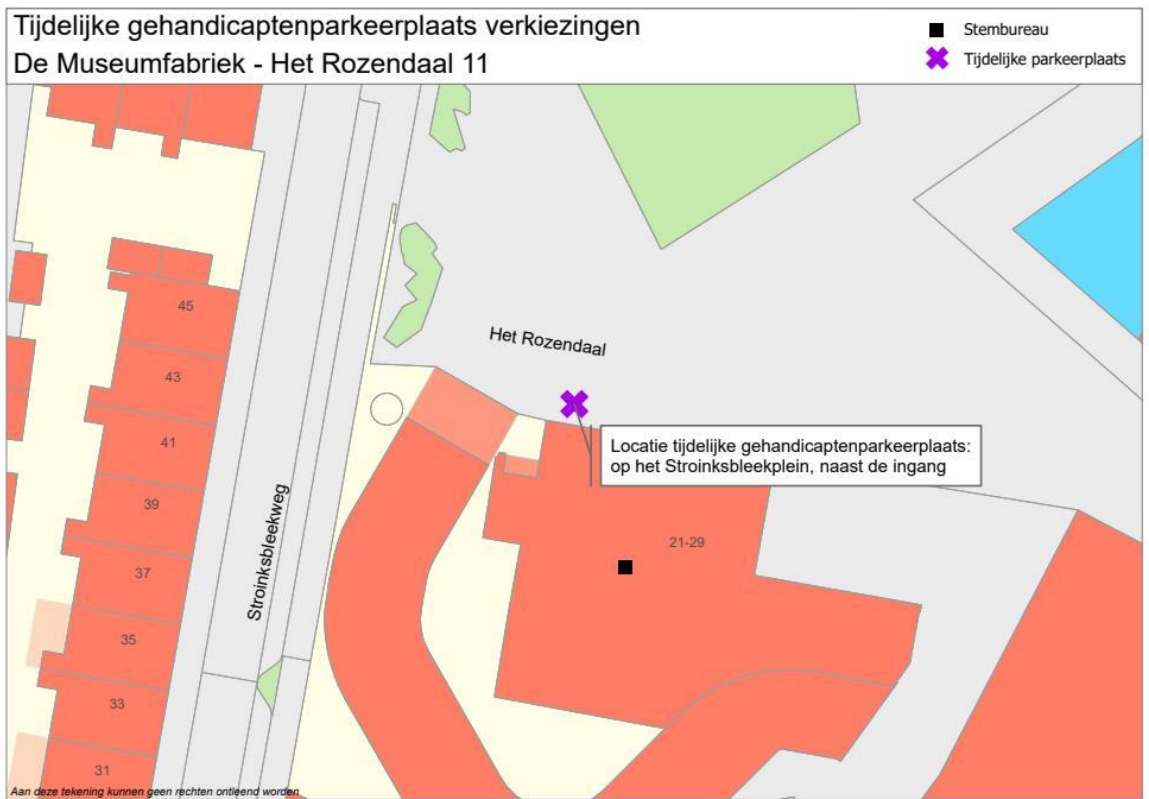 Tijdelijke gehandicaptenparkeerplaats verkiezingen
De Museumfabriek - Het Rozendaal 11
Stembureau
Tijdelijke parkeerplaats
45
Het Rozendaal
43
Locatie tijdelijke gehandicaptenparkeerplaats:
op het Stroinksbleekplein, naast de ingang
41
39
Stroinksbleekweg
21-29
37
35
33
31
Aan deze tekening kunnen geen rechten ontleend worden